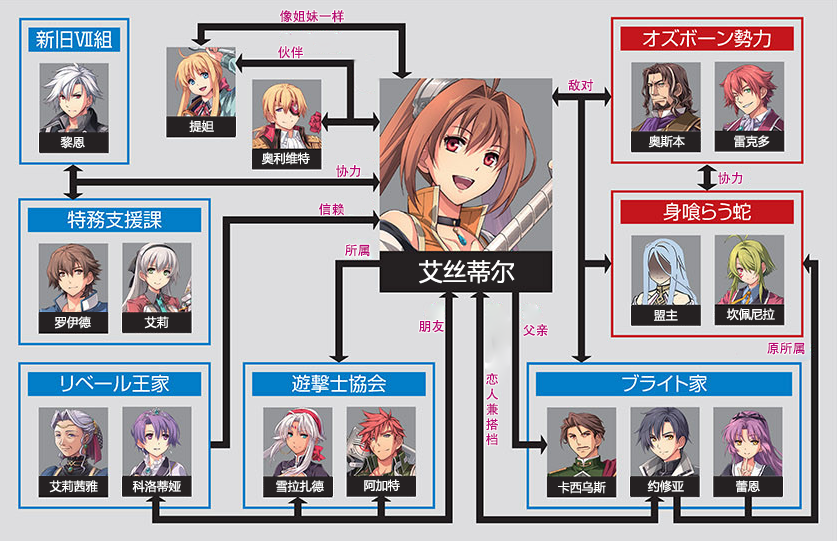 像姐妹一样
新旧Ⅶ組
伙伴
オズボーン勢力
敌对
黎恩
提妲
奥利维特
奥斯本
雷克多
协力
协力
特務支援課
信赖
身喰らう蛇
所属
艾丝蒂尔
罗伊德
艾莉
盟主
坎佩尼拉
朋友
父亲
原所属
リベール王家
遊撃士協会
恋人兼搭档
ブライト家
艾莉茜雅
科洛蒂娅
雪拉扎德
阿加特
卡西乌斯
约修亚
蕾恩